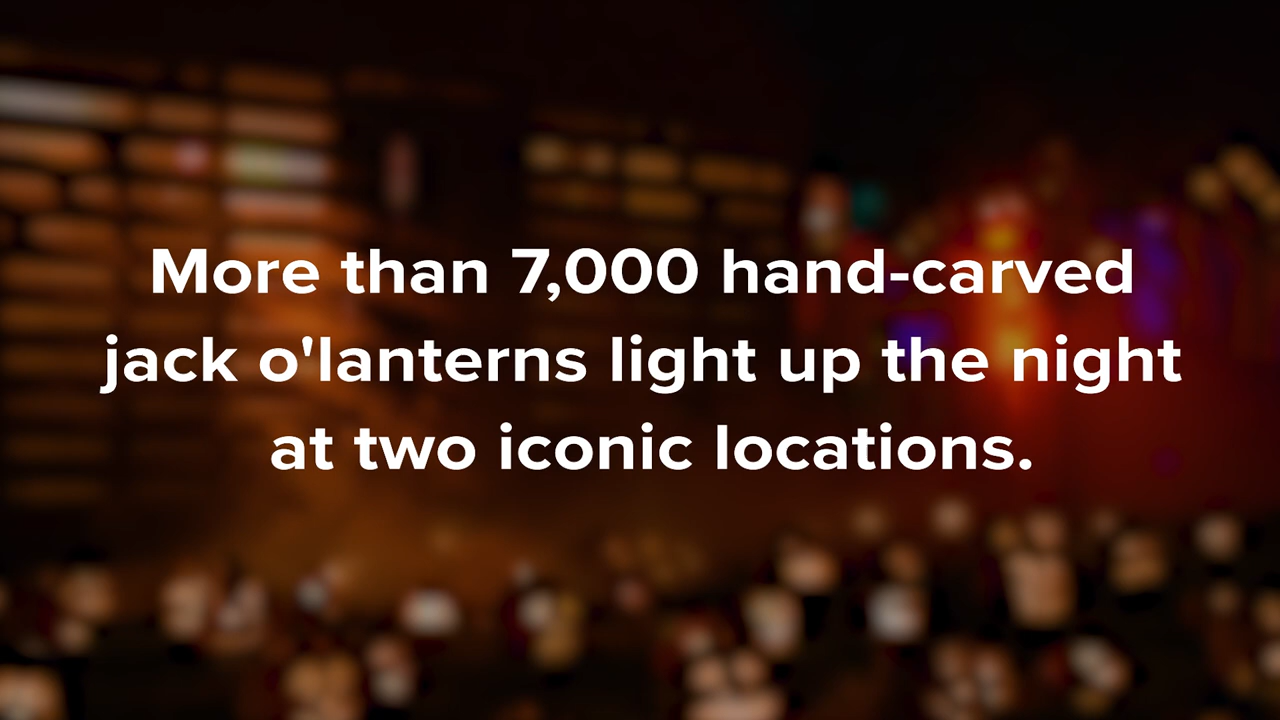 More than 7,000 hand-carved
jack o'lanterns light up the night
at two iconic locations.